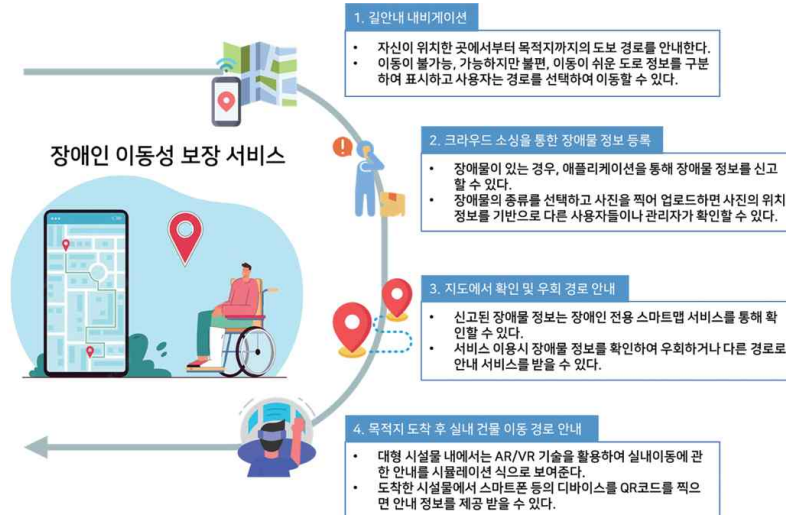 1. 길안내 내비게이션
• 자신이 위치한 곳에서부터 목적지까지의 도보 경로를 안내한다.
• 이동이 불가능, 가능하지만 불편, 이동이 쉬운 도로 정보를 구분
하여 표시하고 사용자는 경로를 선택하여 이동할 수 있다.
장애인 이동성 보장 서비스
2. 크라우드 소싱을 통한 장애물 정보 등록
• 장애물이 있는 경우, 애플리케이션을 통해 장애물 정보를 신고
할 수 있다.
• 장애물의 종류를 선택하고 사진을 찍어 업로드하면 사진의 위치
정보를 기반으로 다른 사용자들이나 관리자가 확인할 수 있다.
3. 지도에서 확인 및 우회 경로 안내
• 신고된 장애물 정보는 장애인 전용 스마트맵 서비스를 통해 확
인할 수 있다.
• 서비스 이용시 장애물 정보를 확인하여 우회하거나 다른 경로로
안내 서비스를 받을 수 있다.
4. 목적지 도착 후 실내 건물 이동 경로 안내
• 대형 시설물 내에서는 AR/VR 기술을 활용하여 실내이동에 관
한 안내를 시뮬레이션 식으로 보여준다.
• 도착한 시설물에서 스마트폰 등의 디바이스를 QR코드를 찍으
면 안내 정보를 제공 받을 수 있다.